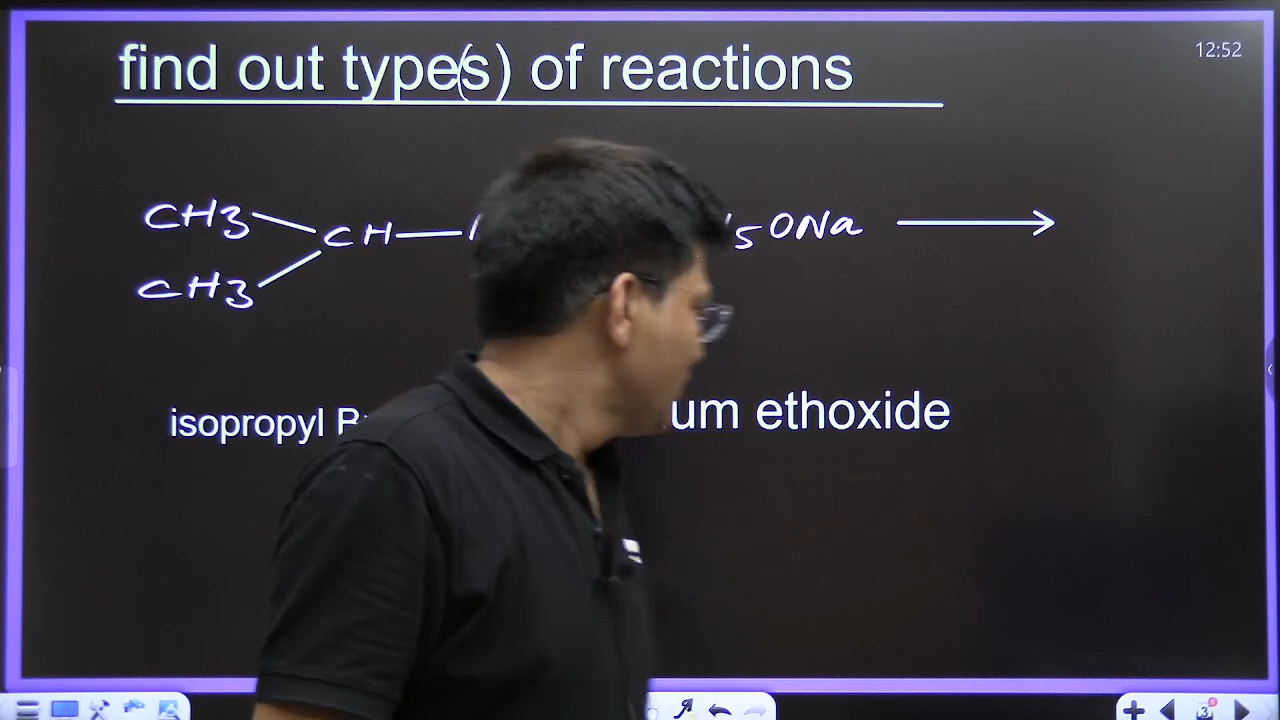 find out type(s) of reactions
12:52
CH3
CH
5ONa
CH3
isopropyl
um ethoxide